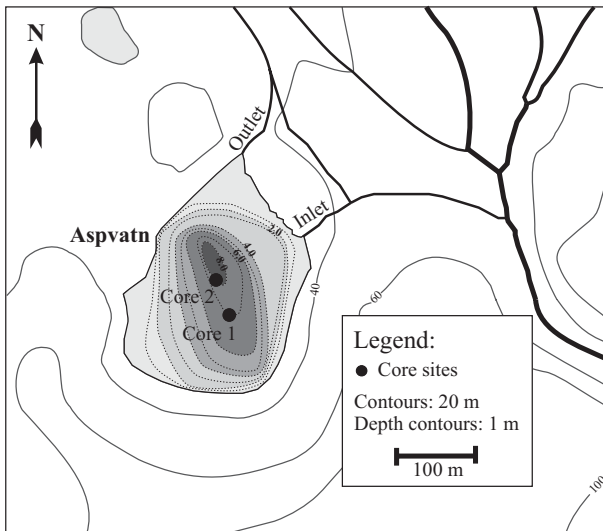 N
Outlet
Inlet
Aspvatn
2.0
4.0
6.0
8.0
Core 2
Core 1
40
60
100
Legend:
Core sites
Contours: 20 m
Depth contours: 1 m
100 m